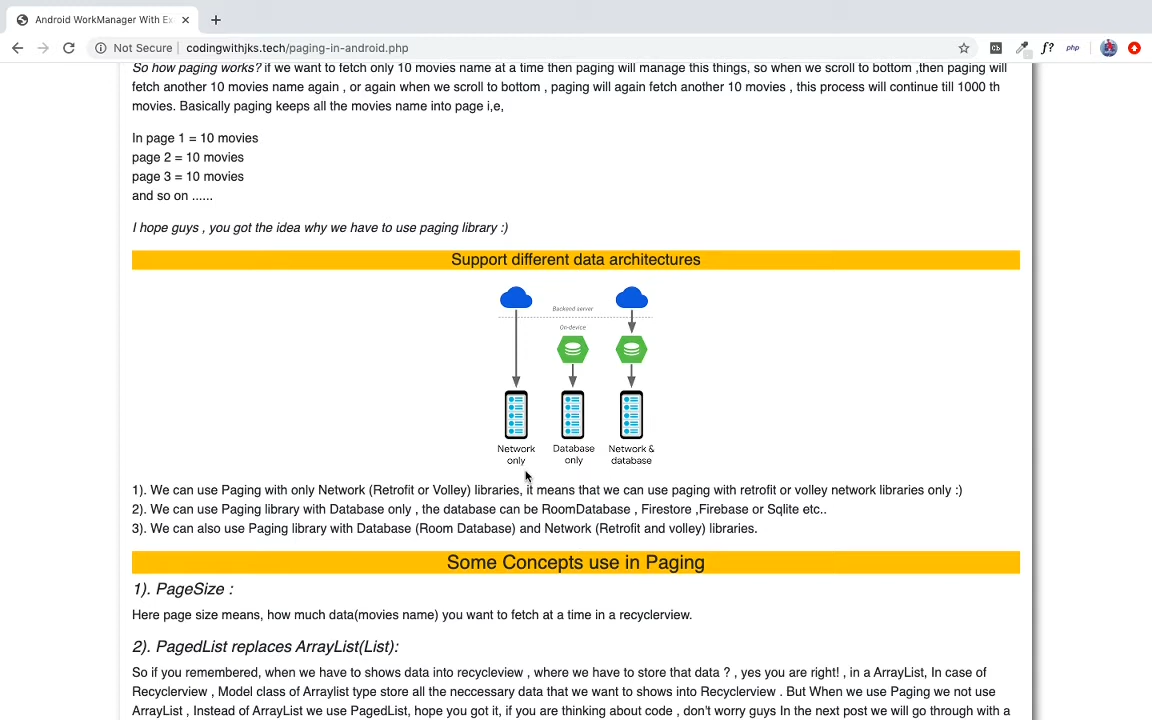 Android WorkManager With Ex
Not Secure
codingwithjks.tech/paging-in-android.php
Cb
f?
php
So how paging works? if we want to fetch only 10 movies name at a time then paging will manage this things, so when we scroll to bottom ,then paging will
fetch another 10 movies name again , or again when we scroll to bottom , paging will again fetch another 10 movies , this process will continue till 1000 th
movies. Basically paging keeps all the movies name into page i,e,
In page 1 = 10 movies
page 2 = 10 movies
page 3 = 10 movies
and so on ......
I hope guys , you got the idea why we have to use paging library :)
Support different data architectures
Backend server
On-device
Network only
Database only
Network & database
1). We can use Paging with only Network (Retrofit or Volley) libraries, it means that we can use paging with retrofit or volley network libraries only :)
2). We can use Paging library with Database only , the database can be RoomDatabase , Firestore ,Firebase or Sqlite etc..
3). We can also use Paging library with Database (Room Database) and Network (Retrofit and volley) libraries.
Some Concepts use in Paging
1). PageSize :
Here page size means, how much data(movies name) you want to fetch at a time in a recyclerview.
2). PagedList replaces ArrayList(List):
So if you remembered, when we have to shows data into recycleview , where we have to store that data ? , yes you are right! , in a ArrayList, In case of
Recyclerview , Model class of Arraylist type store all the neccessary data that we want to shows into Recyclerview . But When we use Paging we not use
ArrayList , Instead of ArrayList we use PagedList, hope you got it, if you are thinking about code , don't worry guys In the next post we will go through with a